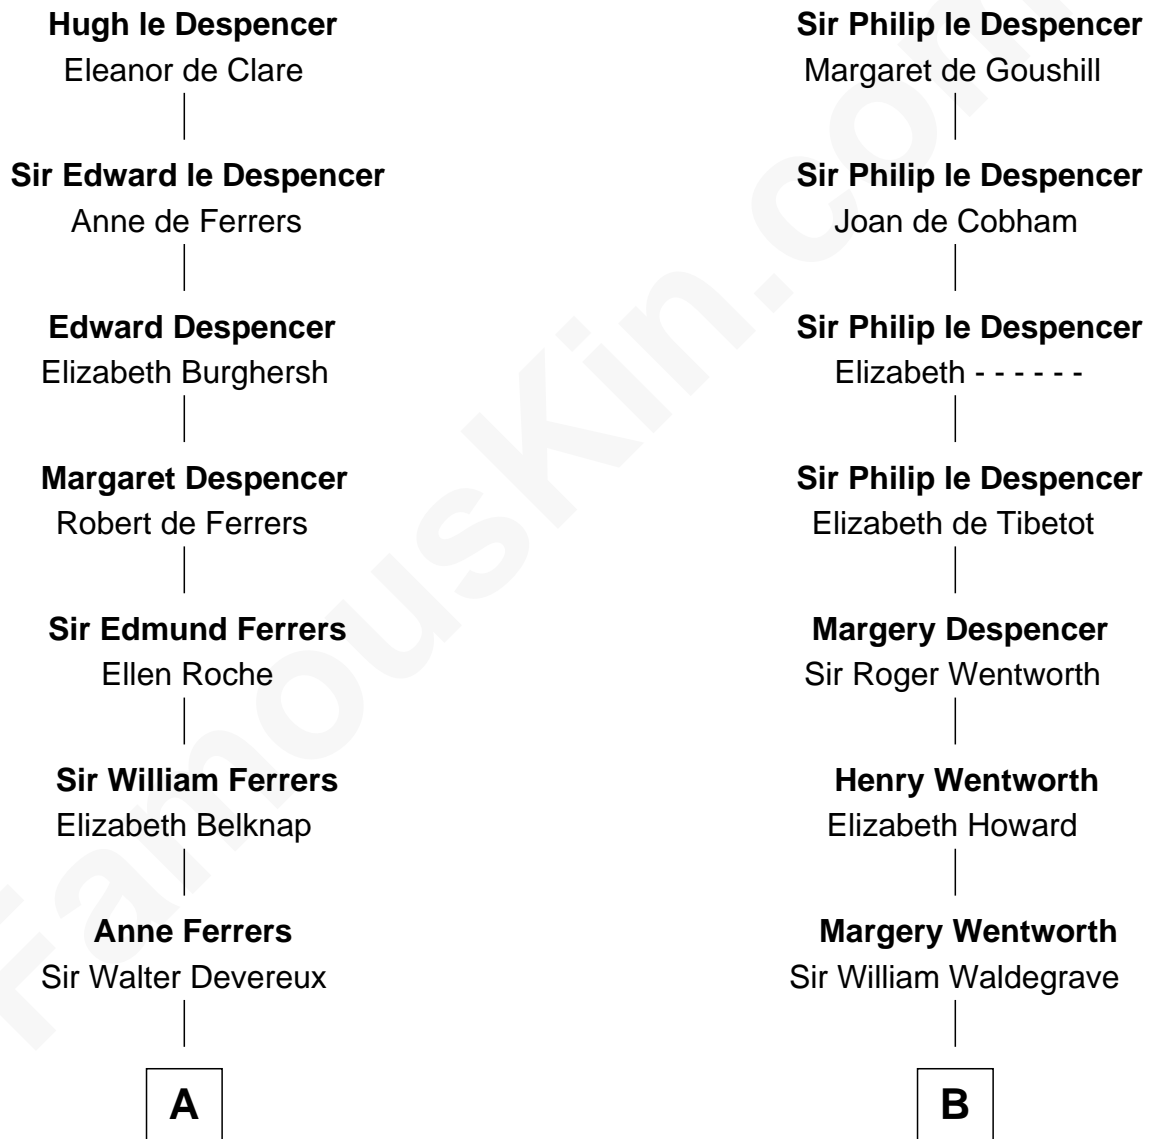 Hugh le Despencer
Eleanor de Clare
Sir Edward le Despencer
Anne de Ferrers
Edward Despencer
Elizabeth Burghersh
Margaret Despencer
Robert de Ferrers
Sir Edmund Ferrers
Ellen Roche
Sir William Ferrers
Elizabeth Belknap
Anne Ferrers
Sir Walter Devereux
A
Sir Philip le Despencer
Margaret de Goushill
Sir Philip le Despencer
Joan de Cobham
Sir Philip le Despencer
Elizabeth - - - - - -
Sir Philip le Despencer
Elizabeth de Tibetot
Margery Despencer
Sir Roger Wentworth
Henry Wentworth
Elizabeth Howard
Margery Wentworth
Sir William Waldegrave
B
FamousKin.com